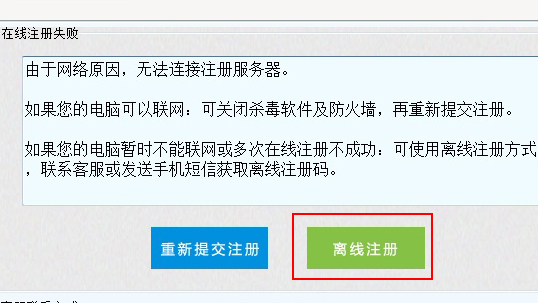 在线注册失败
由于网络原因，无法连接注册服务器。
如果您的电脑可以联网：可关闭杀毒软件及防火墙，再重新提交注册。
如果您的电脑暂时不能联网或多次在线注册不成功：可使用离线注册方式
，联系客服或发送手机短信获取离线注册码。
重新提交注册
离线注册